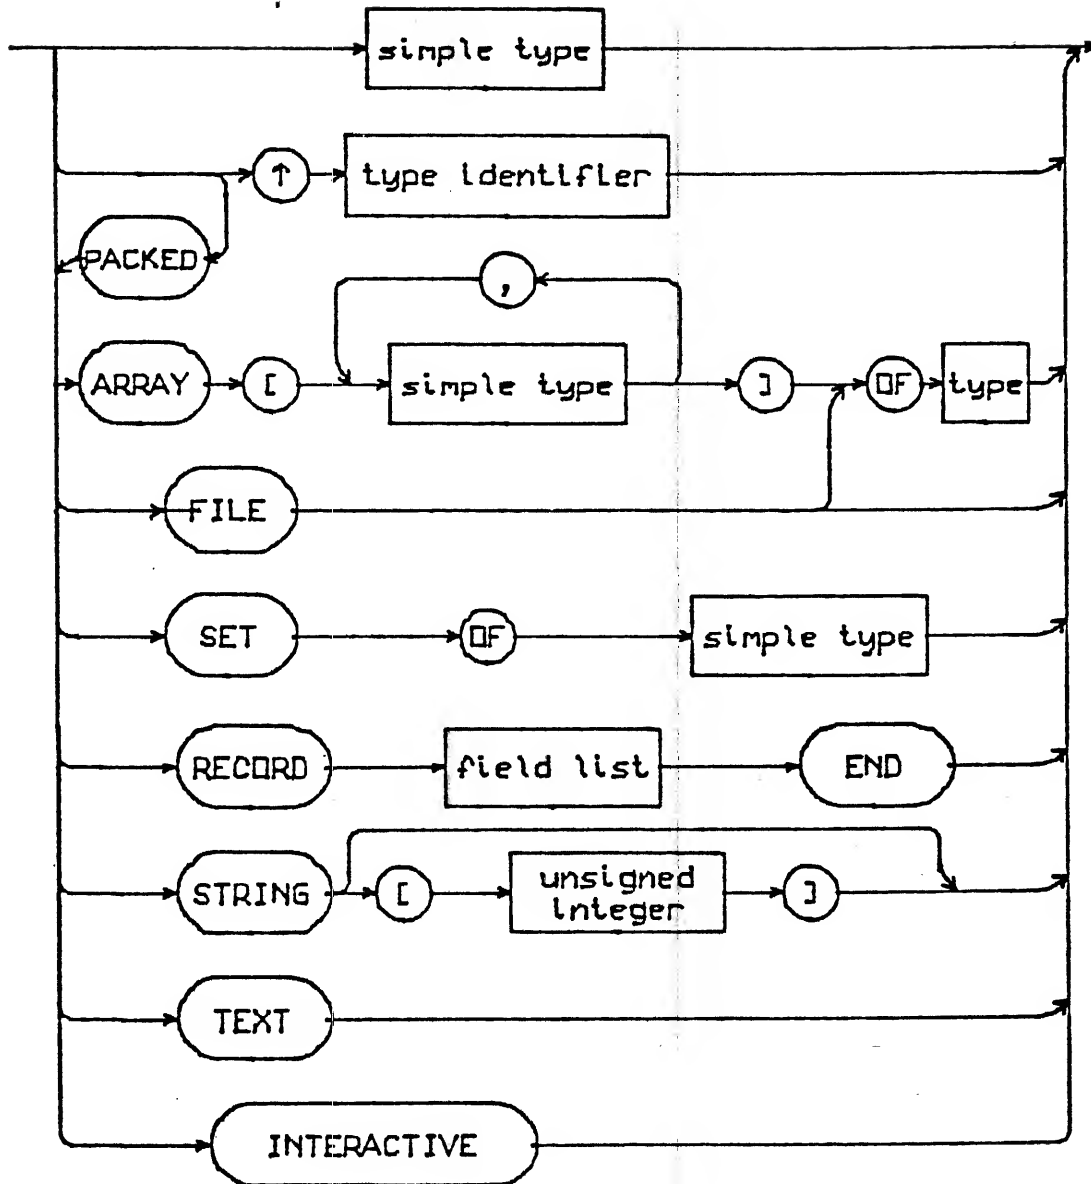 simple type
↑ type identifier
PACKED
,
ARRAY [ simple type ] OF type
FILE
SET OF simple type
RECORD field list END
STRING [ unsigned integer ]
TEXT
INTERACTIVE